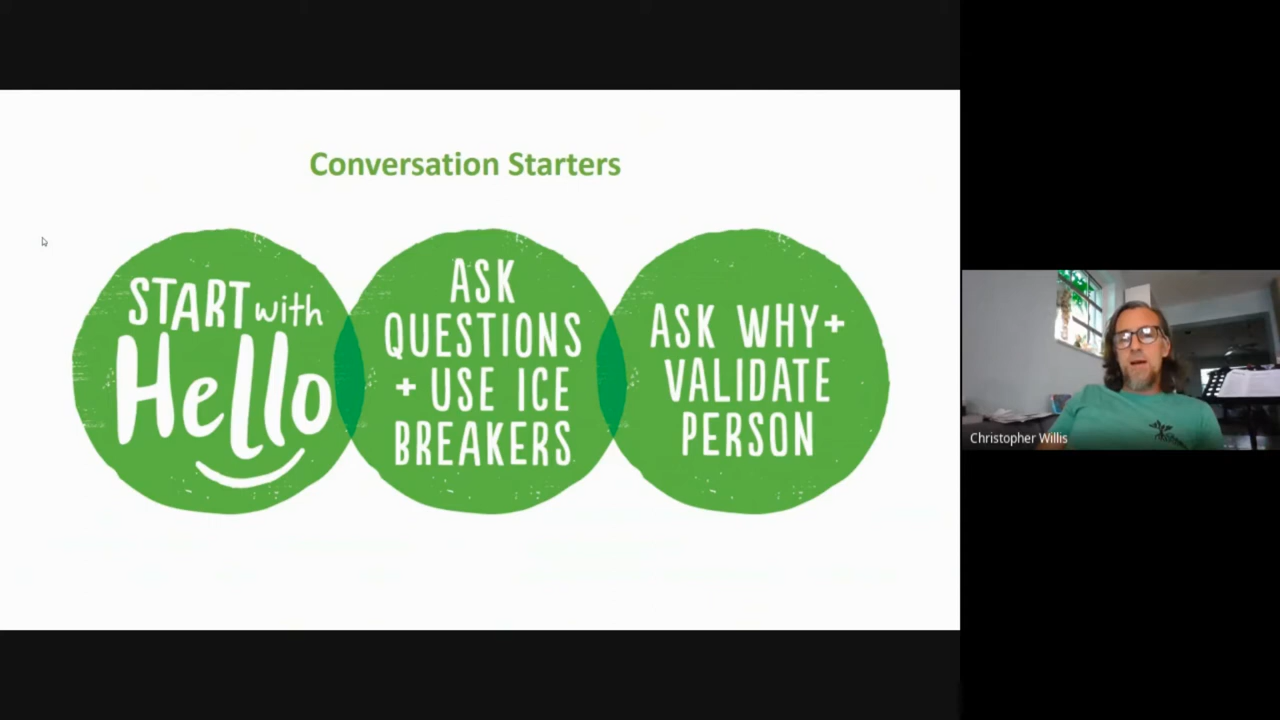 Conversation Starters
START with
Hello
ASK
QUESTIONS
+ USE ICE
BREAKERS
ASK WHY+
VALIDATE
PERSON
Christopher Willis